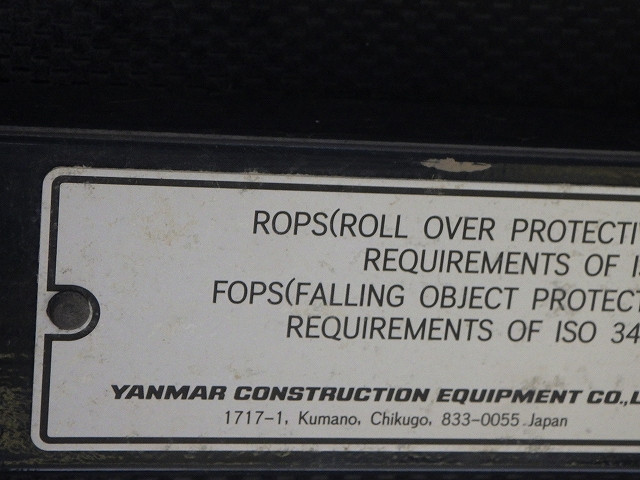 ROPS(ROLL OVER PROTECTI
REQUIREMENTS OF
FOPS(FALLING OBJECT PROTECT
REQUIREMENTS OF ISO 34
YANMAR CONSTRUCTION EQUIPMENT CO.,L
1717-1, Kumano, Chikugo, 833-0055 Japan